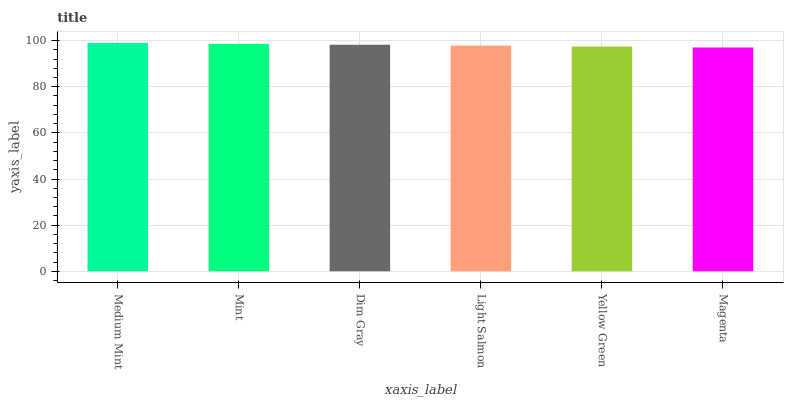 title
yaxis_label
100
80
60
40
20
0
Medium Mint
Mint
Dim Gray
Light Salmon
Yellow Green
Magenta
xaxis_label